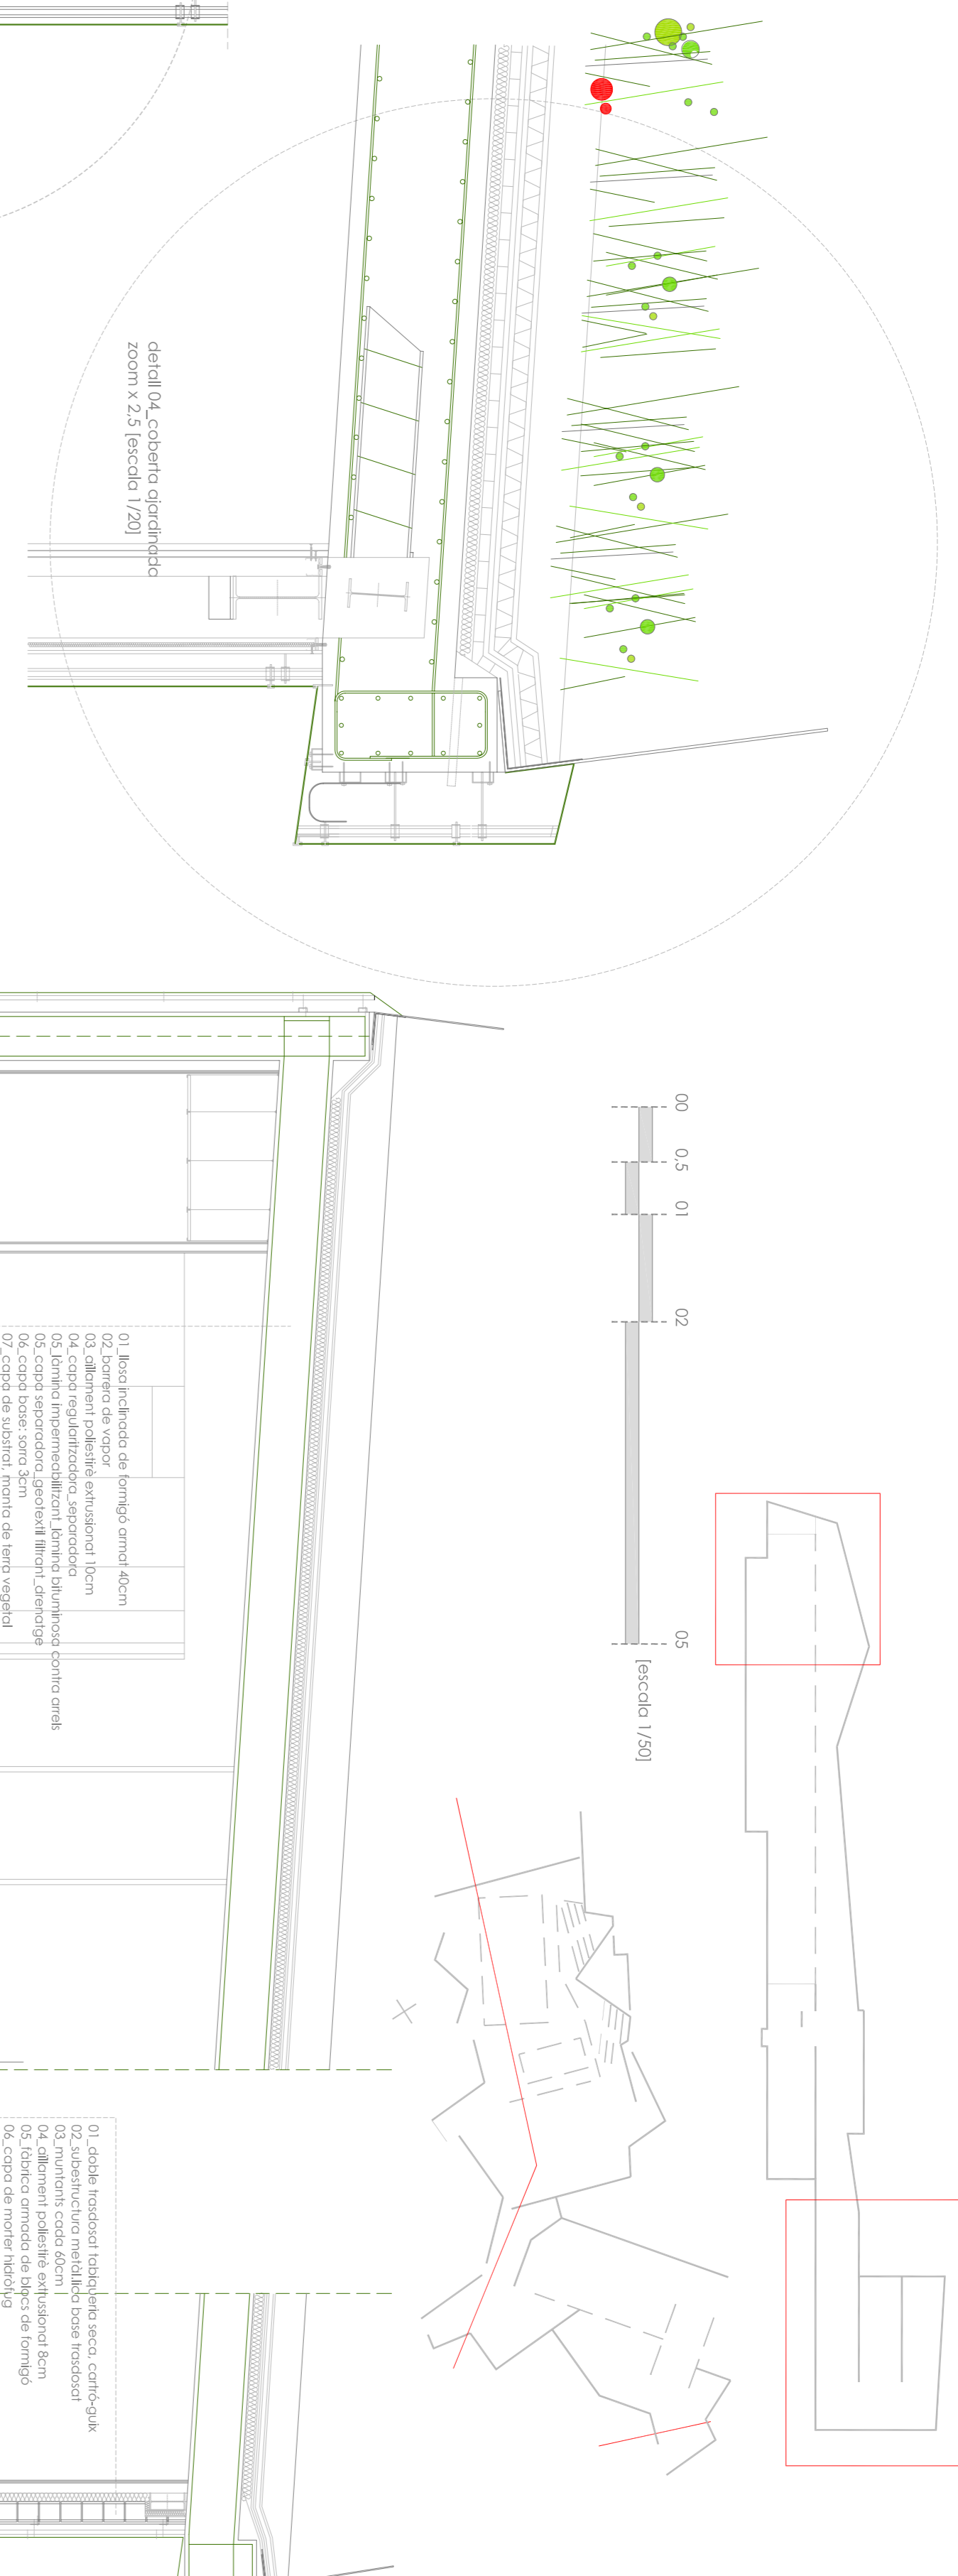 detall 04_coberta ajardinada
zoom x 2,5 [escala 1/20]
00
0,5
01
02
05
[escala 1/50]
01_llosa inclinada de formigó armat 40cm
02_barrera de vapor
03_aïllament poliestirè extrussionat 10cm
04_capa regularitzadora_separadora
05_làmina impermeabilitzant_làmina bituminosa contra arrels
05_capa separadora_geotextil filtrant_drenatge
06_capa base: sorra 3cm
07_capa de substrat, manta de terra vegetal
01_doble trasdosat tabiqueria seca, cartró-guix
02_subestructura metàl.lica base trasdosat
03_muntants cada 60cm
04_aïllament poliestirè extrussionat 8cm
05_fàbrica armada de blocs de formigó
06_capa de morter hidròfug